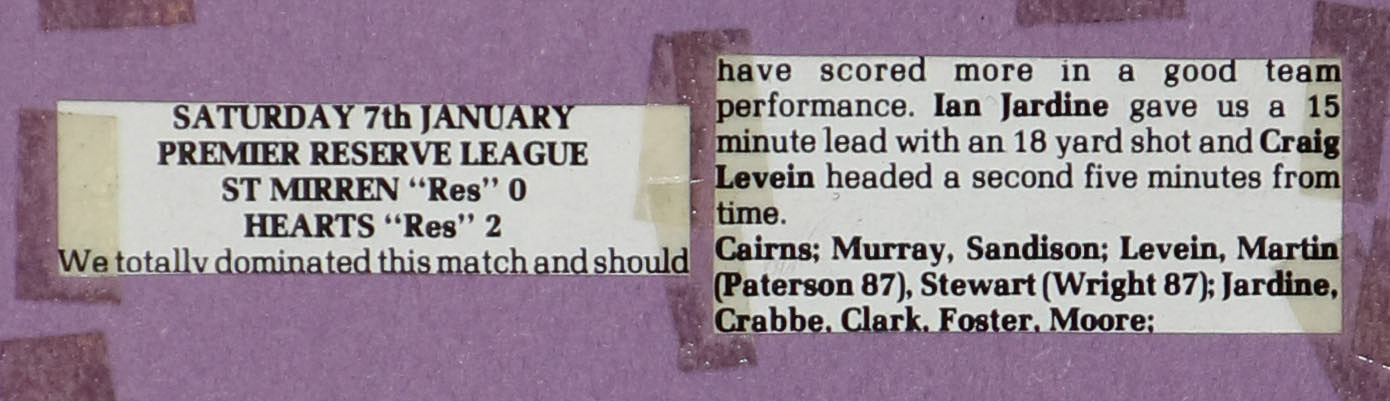 SATURDAY 7th JANUARY
PREMIER RESERVE LEAGUE
ST MIRREN “Res” 0
HEARTS “Res” 2
We totally dominated this match and should
have scored more in a good team
performance. Ian Jardine gave us a 15
minute lead with an 18 yard shot and Craig
Levein headed a second five minutes from
time.
Cairns; Murray, Sandison; Levein, Martin
(Paterson 87), Stewart (Wright 87); Jardine,
Crabbe, Clark, Foster, Moore;